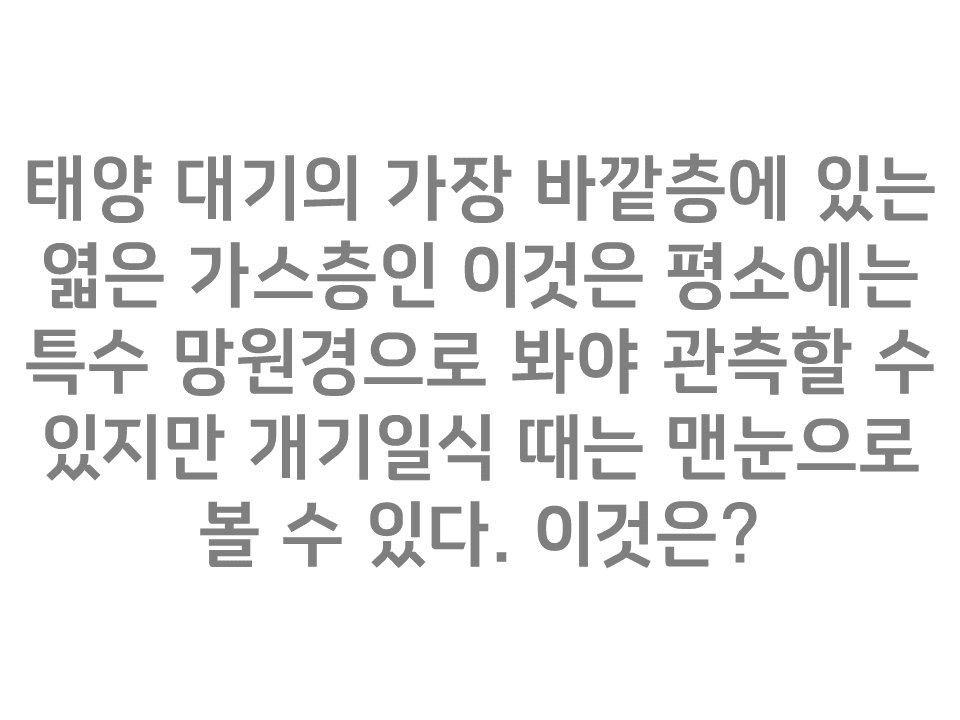 태양 대기의 가장 바깥층에 있는
엷은 가스층인 이것은 평소에는
특수 망원경으로 봐야 관측할 수
있지만 개기일식 때는 맨눈으로
볼 수 있다. 이것은?